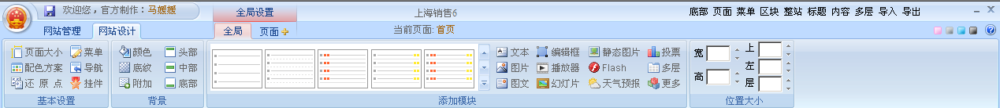 欢迎您，官方制作：马媛媛 全局设置 上海销售6 底部 页面 菜单 区块 整站 标题 内容 多层 导入 导出
网站管理 网站设计 全局 页面 当前页面: 首页
页面大小 菜单 颜色 头部 文本 编辑框 静态图片 投票 宽 上
配色方案 导航 底纹 中部 图片 播放器 Flash 多层 左
还原点 挂件 附加 底部 图文 幻灯片 天气预报 更多 高 层
基本设置 背景 添加模块 位置大小